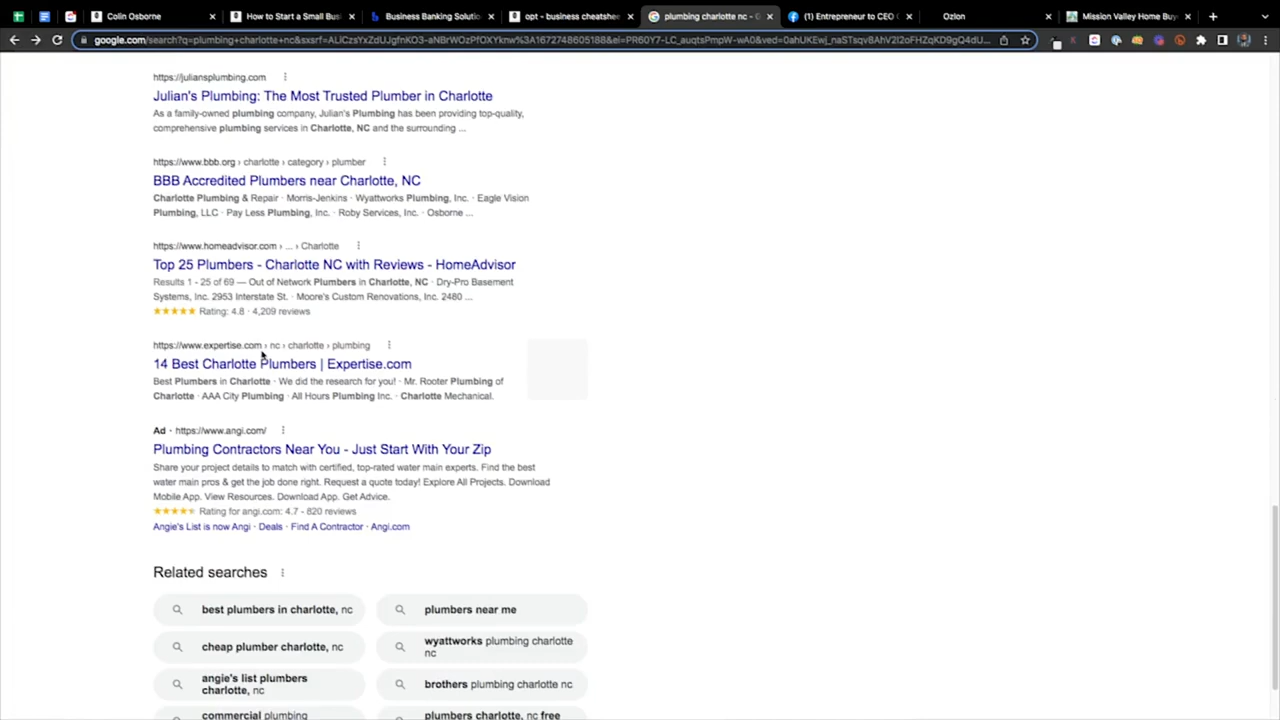 Colin Osborne
How to Start a Small Busi
Business Banking Solutio
opt - business cheatshee
plumbing charlotte nc - G
(1) Entrepreneur to CEO
Ozlon
Mission Valley Home Buy
https://juliansplumbing.com
Julian's Plumbing: The Most Trusted Plumber in Charlotte
As a family-owned plumbing company, Julian's Plumbing has been providing top-quality,
comprehensive plumbing services in Charlotte, NC and the surrounding ...
https://www.bbb.org › charlotte › category › plumber
BBB Accredited Plumbers near Charlotte, NC
Charlotte Plumbing & Repair · Morris-Jenkins · Wyattworks Plumbing, Inc. · Eagle Vision
Plumbing, LLC · Pay Less Plumbing, Inc. · Roby Services, Inc. · Osborne ...
https://www.homeadvisor.com › ... › Charlotte
Top 25 Plumbers - Charlotte NC with Reviews - HomeAdvisor
Results 1 - 25 of 69 — Out of Network Plumbers in Charlotte, NC · Dry-Pro Basement
Systems, Inc. 2953 Interstate St. · Moore's Custom Renovations, Inc. 2480 ...
Rating: 4.8 · 4,209 reviews
https://www.expertise.com › nc › charlotte › plumbing
14 Best Charlotte Plumbers | Expertise.com
Best Plumbers in Charlotte · We did the research for you! · Mr. Rooter Plumbing of
Charlotte · AAA City Plumbing · All Hours Plumbing Inc. · Charlotte Mechanical.
Ad · https://www.angi.com/
Plumbing Contractors Near You - Just Start With Your Zip
Share your project details to match with certified, top-rated water main experts. Find the best
water main pros & get the job done right. Request a quote today! Explore All Projects. Download
Mobile App. View Resources. Download App. Get Advice.
Rating for angi.com: 4.7 - 820 reviews
Angie's List is now Angi · Deals · Find A Contractor · Angi.com
Related searches
best plumbers in charlotte, nc
plumbers near me
cheap plumber charlotte, nc
wyattworks plumbing charlotte
nc
angie's list plumbers
charlotte, nc
brothers plumbing charlotte nc
commercial plumbing
plumbers charlotte, nc free